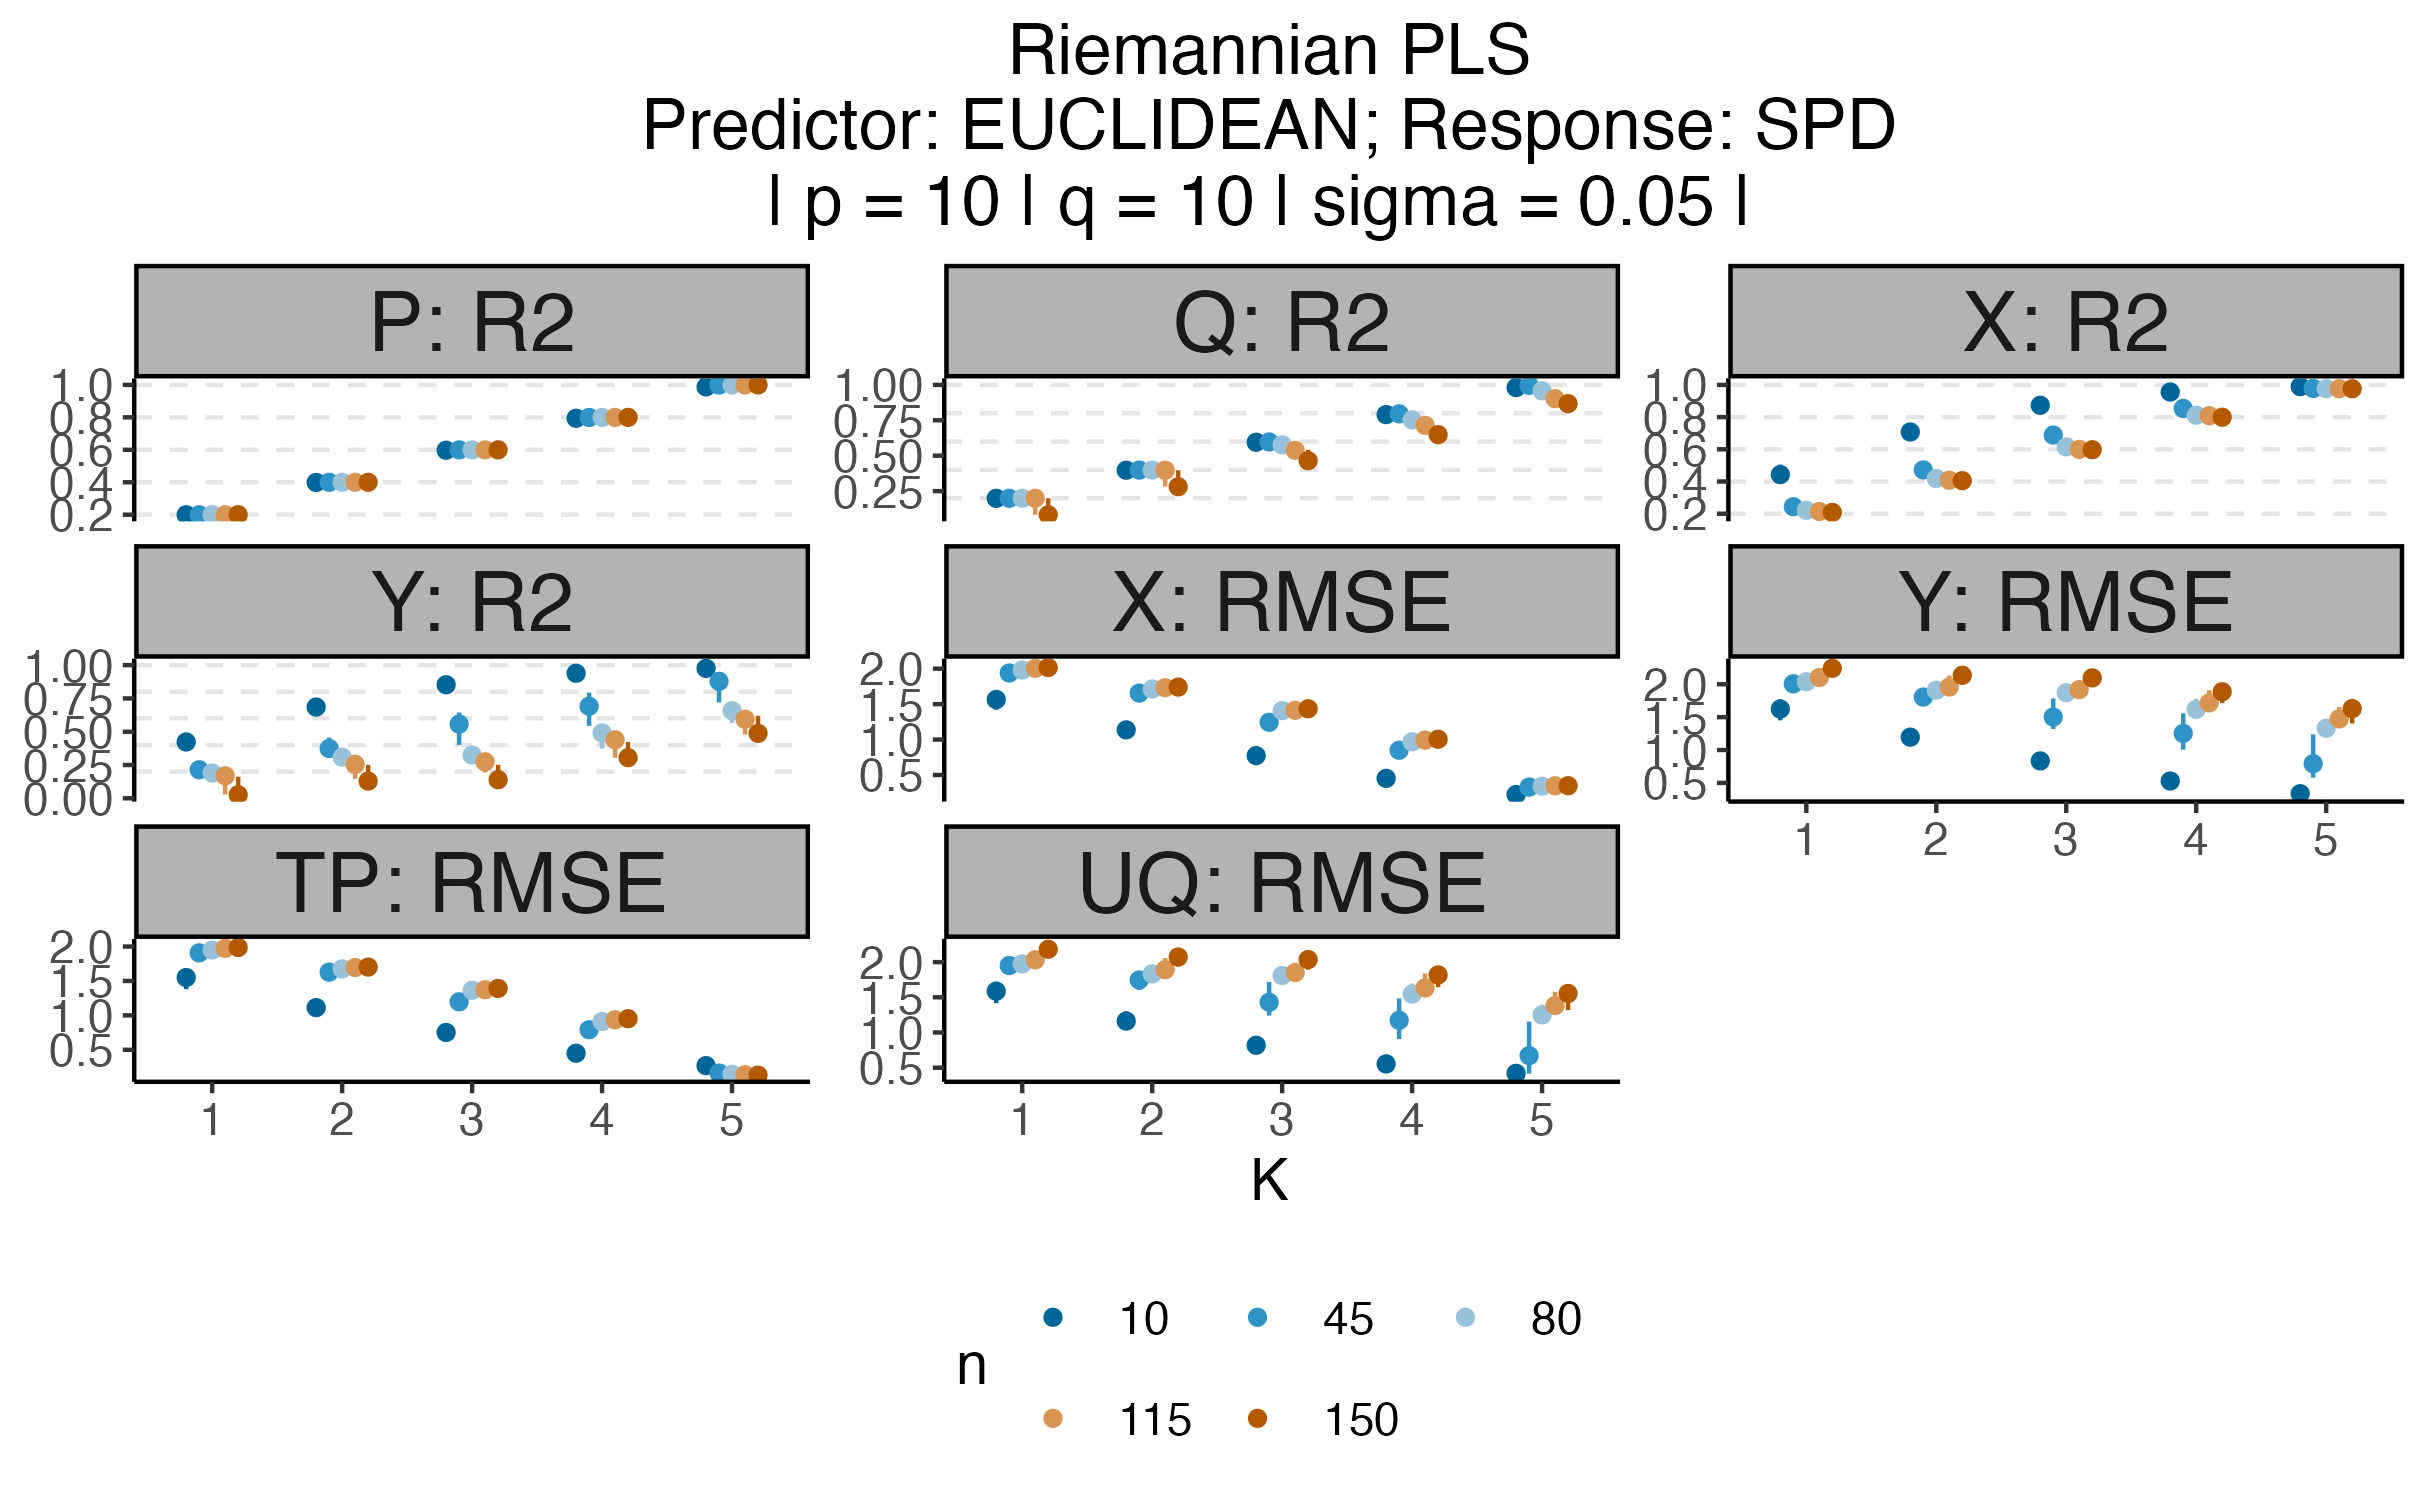 Riemannian PLS
Predictor: EUCLIDEAN; Response: SPD
| p = 10 | q = 10 | sigma = 0.05 |
P: R2
1.0
0.8
0.6
0.4
0.2
Q: R2
1.00
0.75
0.50
0.25
X: R2
1.0
0.8
0.6
0.4
0.2
Y: R2
1.00
0.75
0.50
0.25
0.00
X: RMSE
2.0
1.5
1.0
0.5
Y: RMSE
2.0
1.5
1.0
0.5
1 2 3 4 5
TP: RMSE
2.0
1.5
1.0
0.5
1 2 3 4 5
UQ: RMSE
2.0
1.5
1.0
0.5
1 2 3 4 5
K
n
10 45 80
115 150